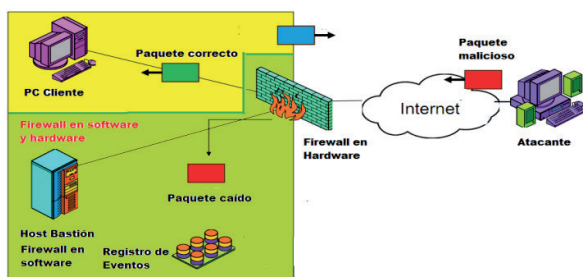 Paquete correcto
PC Cliente
Paquete
malicioso
Internet
Firewall en software
y hardware
Firewall en
Hardware
Atacante
Paquete caído
Host Bastión
Firewall en
software
Registro de
Eventos